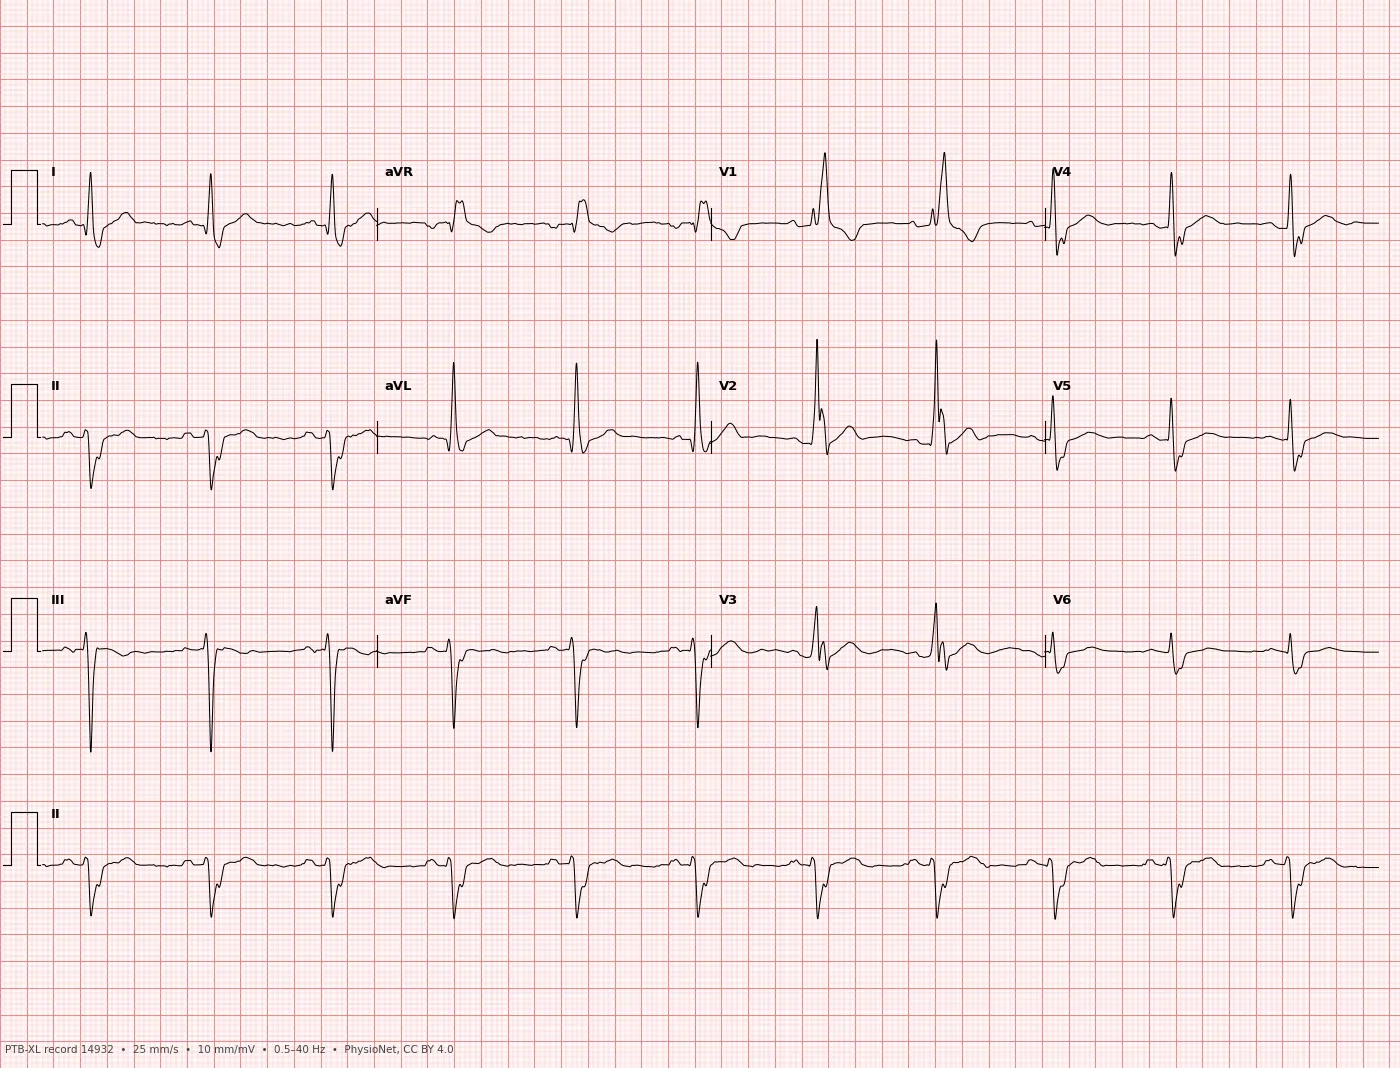 I aVR V1 V4
II aVL V2 V5
III aVF V3 V6
II
PTB-XL record 14932 • 25 mm/s • 10 mm/mV • 0.5–40 Hz • PhysioNet, CC BY 4.0